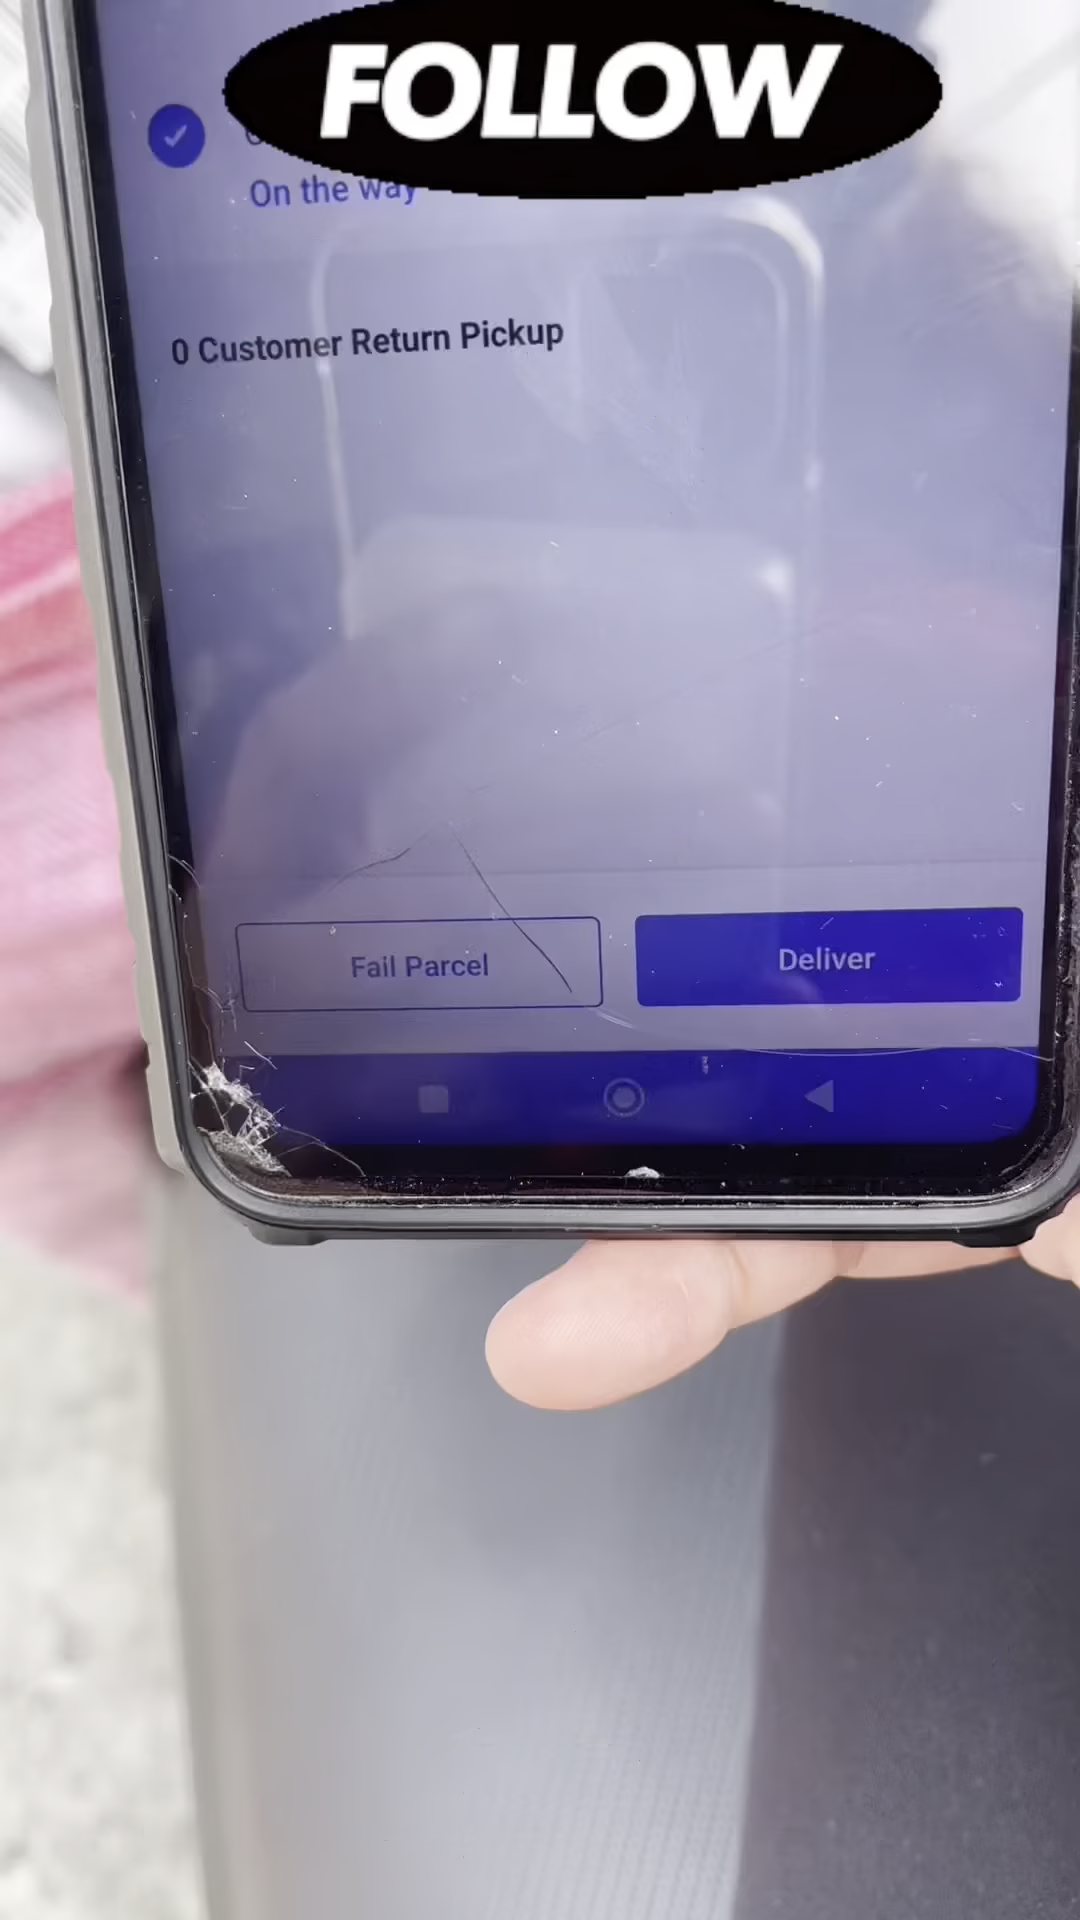 FOLLOW
On the way
0 Customer Return Pickup
Fail Parcel
Deliver